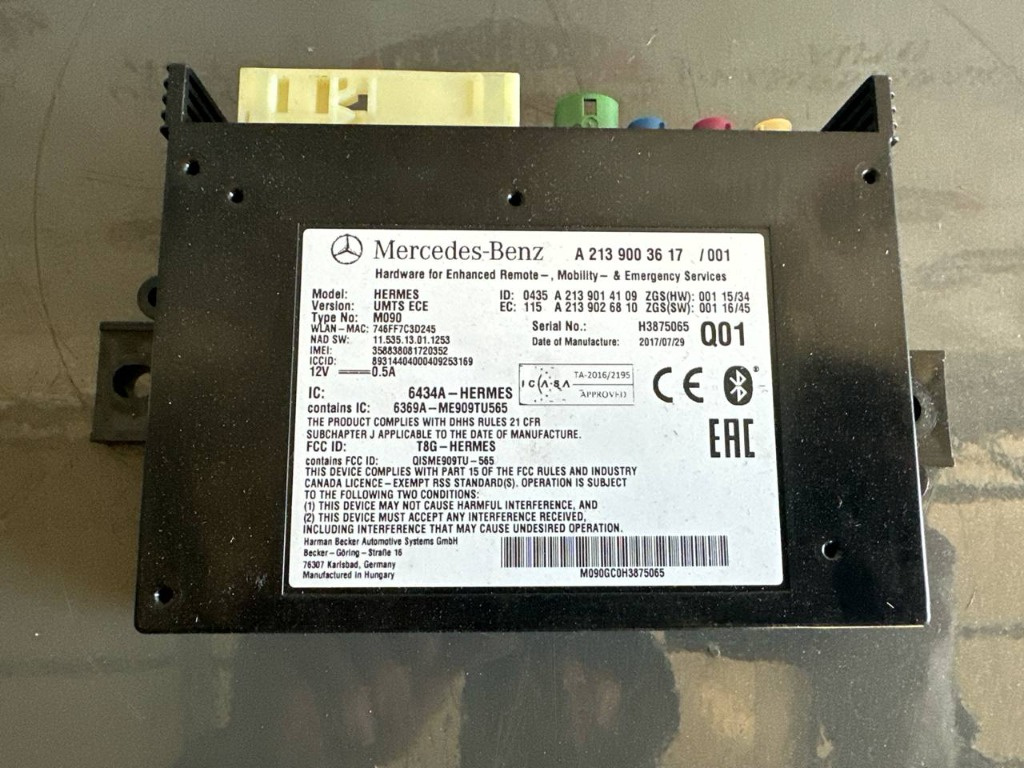 Mercedes-Benz A 213 900 36 17 /001
Hardware for Enhanced Remote-, Mobility- & Emergency Services
Model: HERMES ID: 0435 A 213 901 41 09 ZGS(HW): 001 15/34
Version: UMTS ECE EC: 115 A 213 902 68 10 ZGS(SW): 001 16/45
Type No: M090
WLAN-MAC: 746FF7C3D245 Serial No.: H3875065 Q01
NAD SW: 11.535.13.01.1253 Date of Manufacture: 2017/07/29
IMEI: 358838081720352
ICCID: 89314404000409253169
12V 0.5A
ICASA TA-2016/2195
APPROVED
CE
EAC
IC: 6434A-HERMES
contains IC: 6369A-ME909TU565
THE PRODUCT COMPLIES WITH DHHS RULES 21 CFR
SUBCHAPTER J APPLICABLE TO THE DATE OF MANUFACTURE.
FCC ID: T8G-HERMES
contains FCC ID: QISME909TU-565
THIS DEVICE COMPLIES WITH PART 15 OF THE FCC RULES AND INDUSTRY
CANADA LICENCE-EXEMPT RSS STANDARD(S). OPERATION IS SUBJECT
TO THE FOLLOWING TWO CONDITIONS:
(1) THIS DEVICE MAY NOT CAUSE HARMFUL INTERFERENCE, AND
(2) THIS DEVICE MUST ACCEPT ANY INTERFERENCE RECEIVED,
INCLUDING INTERFERENCE THAT MAY CAUSE UNDESIRED OPERATION.
Harman Becker Automotive Systems GmbH
Becker-Göring-Straße 16
76307 Karlsbad, Germany
Manufactured in Hungary
M090GC0H3875065